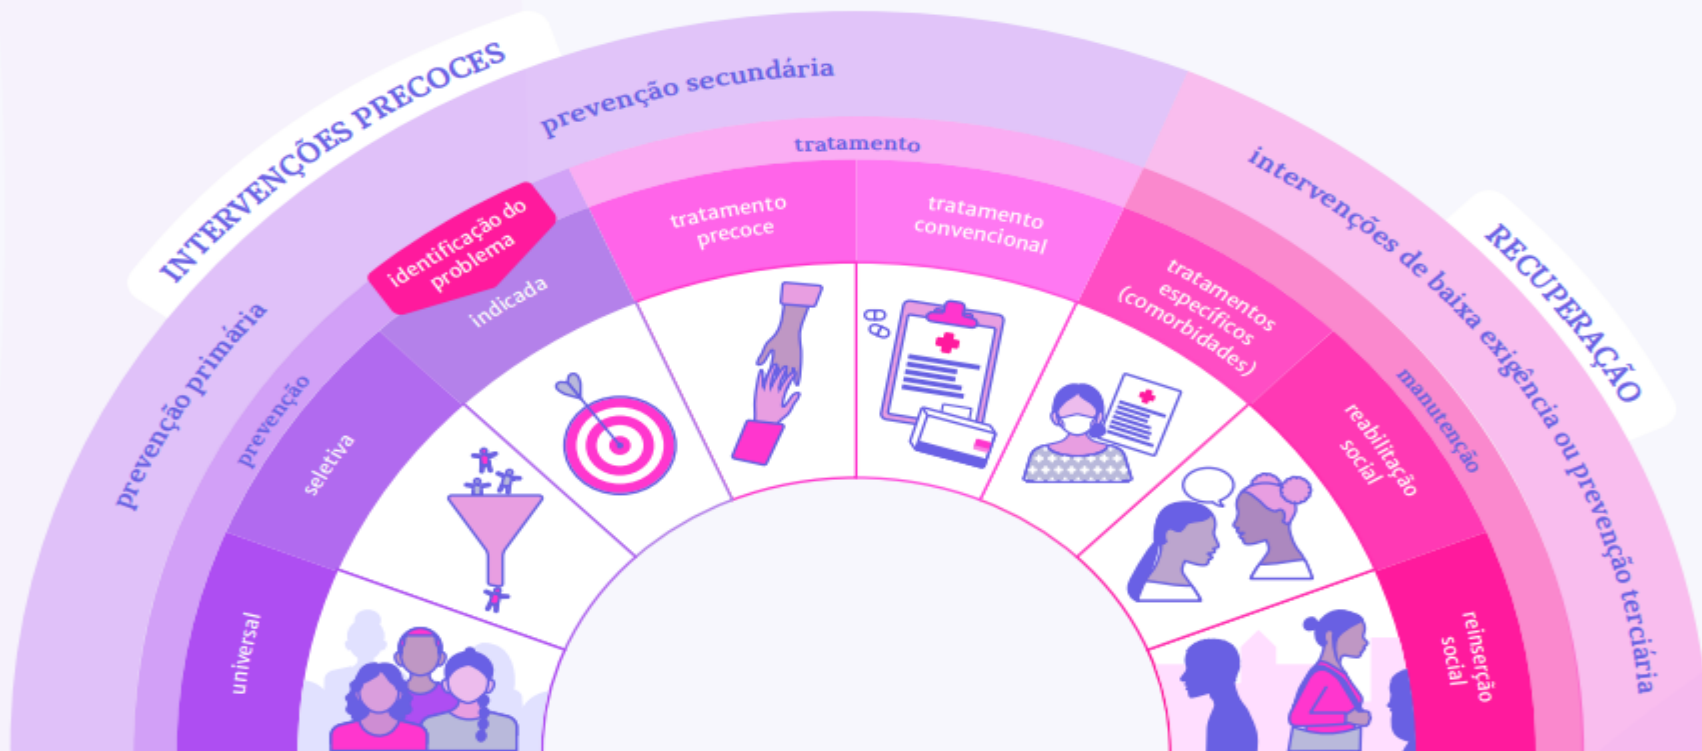 INTERVENÇÕES PRECOCES
prevenção primária
prevenção secundária
intervenções de baixa exigência ou prevenção terciária
RECUPERAÇÃO
prevenção
tratamento
manutenção
universal
seletiva
identificação do
problema
indicada
tratamento
precoce
tratamento
convencional
tratamentos
específicos
(comorbidades)
reabilitação
social
reinserção
social